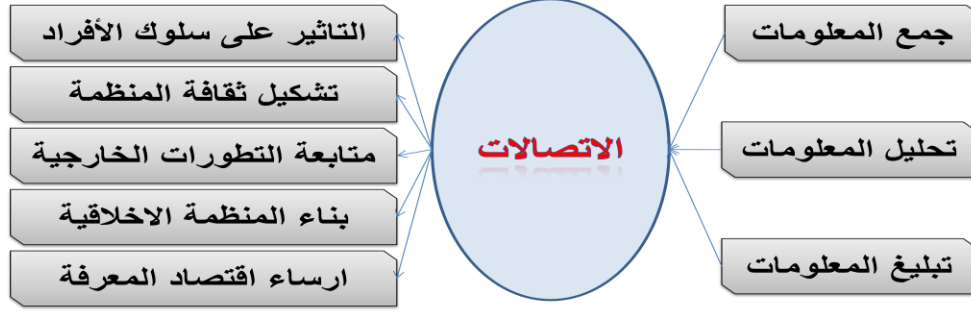 جمع المعلومات
تحليل المعلومات
تبليغ المعلومات
الاتصالات
التاثير على سلوك الأفراد
تشكيل ثقافة المنظمة
متابعة التطورات الخارجية
بناء المنظمة الاخلاقية
ارساء اقتصاد المعرفة